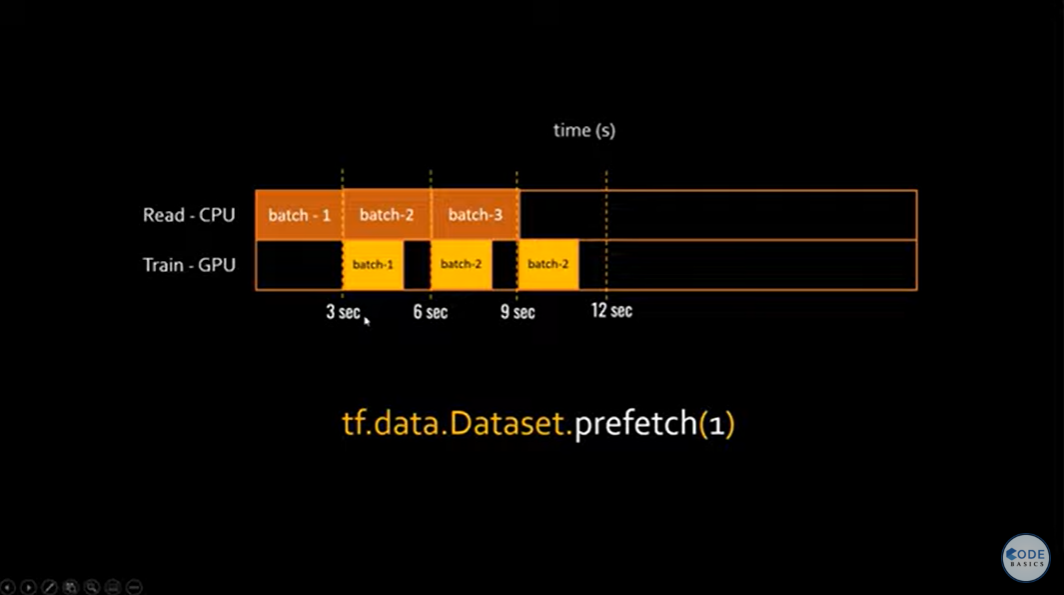 time (s)
Read - CPU batch - 1 batch-2 batch-3
Train - GPU batch-1 batch-2 batch-2
3 sec 6 sec 9 sec 12 sec
tf.data.Dataset.prefetch(1)
CODE
BASICS